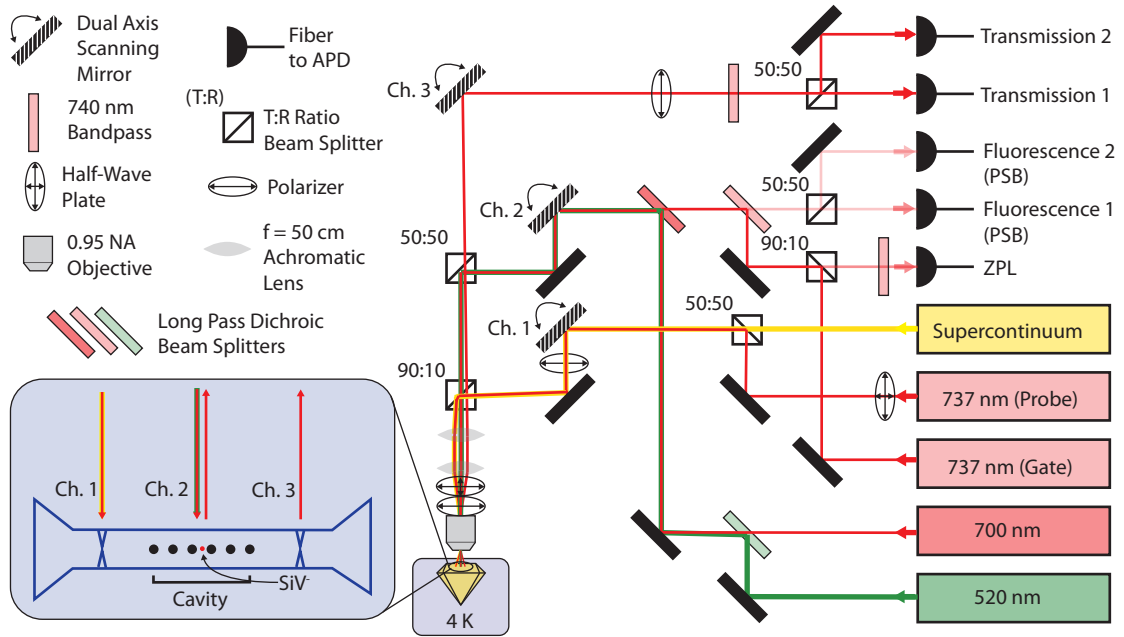 Dual Axis
Scanning
Mirror
Fiber
to APD
740 nm
Bandpass
(T:R)
T:R Ratio
Beam Splitter
Half-Wave
Plate
Polarizer
0.95 NA
Objective
f = 50 cm
Achromatic
Lens
Long Pass Dichroic
Beam Splitters
Ch. 3
50:50
Transmission 2
Transmission 1
50:50
Fluorescence 2
(PSB)
Fluorescence 1
(PSB)
Ch. 2
50:50
90:10
ZPL
Ch. 1
50:50
Supercontinuum
90:10
737 nm (Probe)
737 nm (Gate)
700 nm
520 nm
Ch. 1
Ch. 2
Ch. 3
SiV-
Cavity
4 K